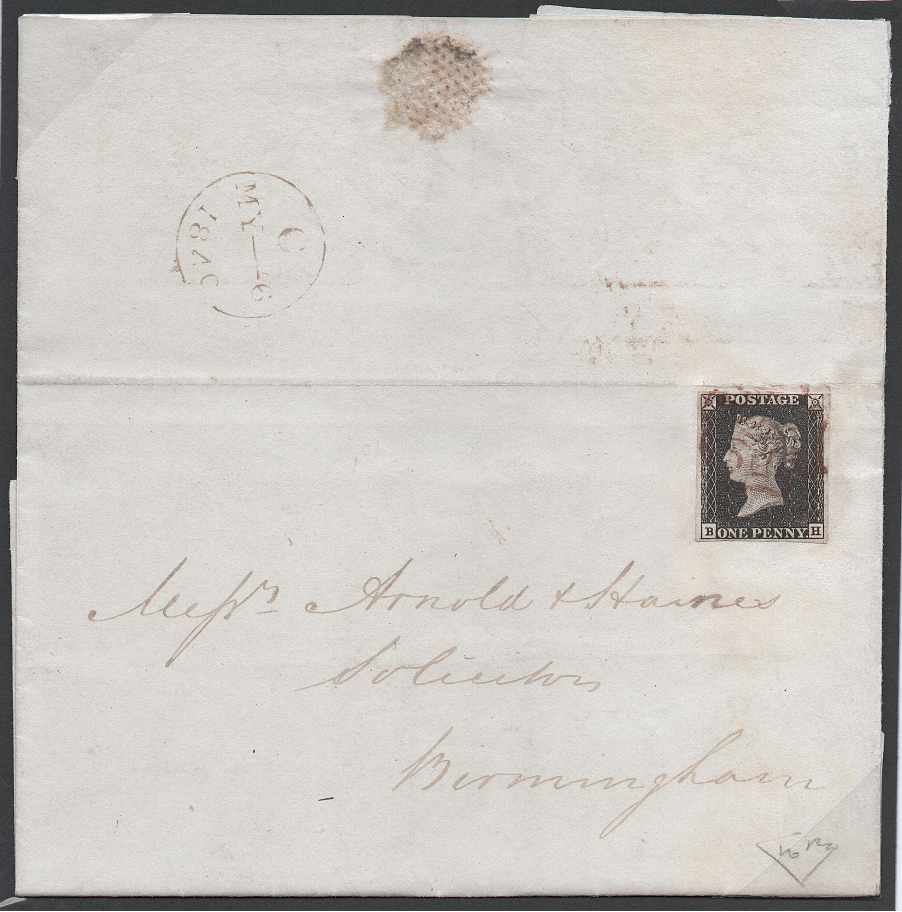 C
MY - 6
1840
POSTAGE
B ONE PENNY. H
Messrs Arnold & Haines
Solicitors
Birmingham